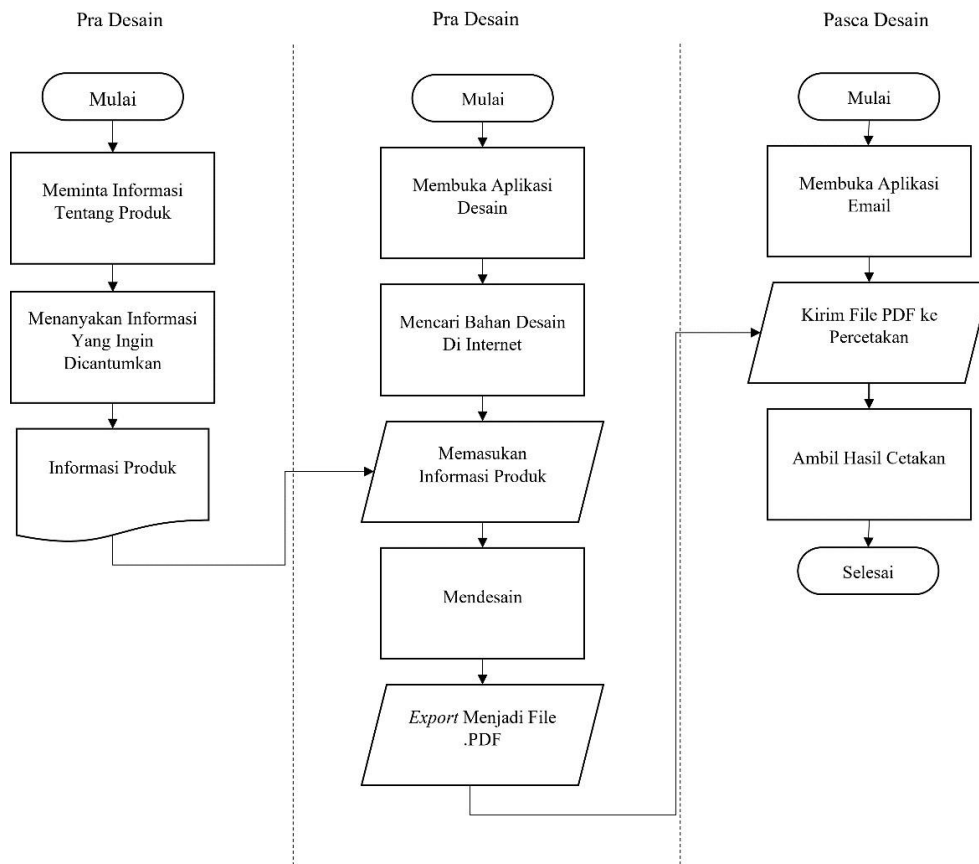 Pra Desain
Mulai
Meminta Informasi
Tentang Produk
Menanyakan Informasi
Yang Ingin
Dicantumkan
Informasi Produk
Pra Desain
Mulai
Membuka Aplikasi
Desain
Mencari Bahan Desain
Di Internet
Memasukan
Informasi Produk
Mendesain
Export Menjadi File
.PDF
Pasca Desain
Mulai
Membuka Aplikasi
Email
Kirim File PDF ke
Percetakan
Ambil Hasil Cetakan
Selesai